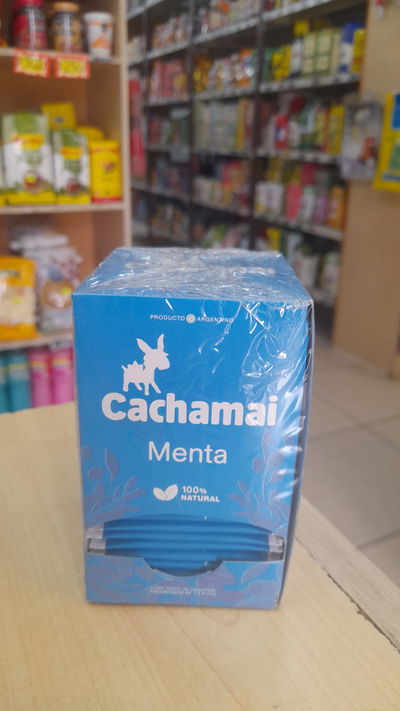 PRODUCTO ARGENTINO
Cachamai
Menta
100%
NATURAL